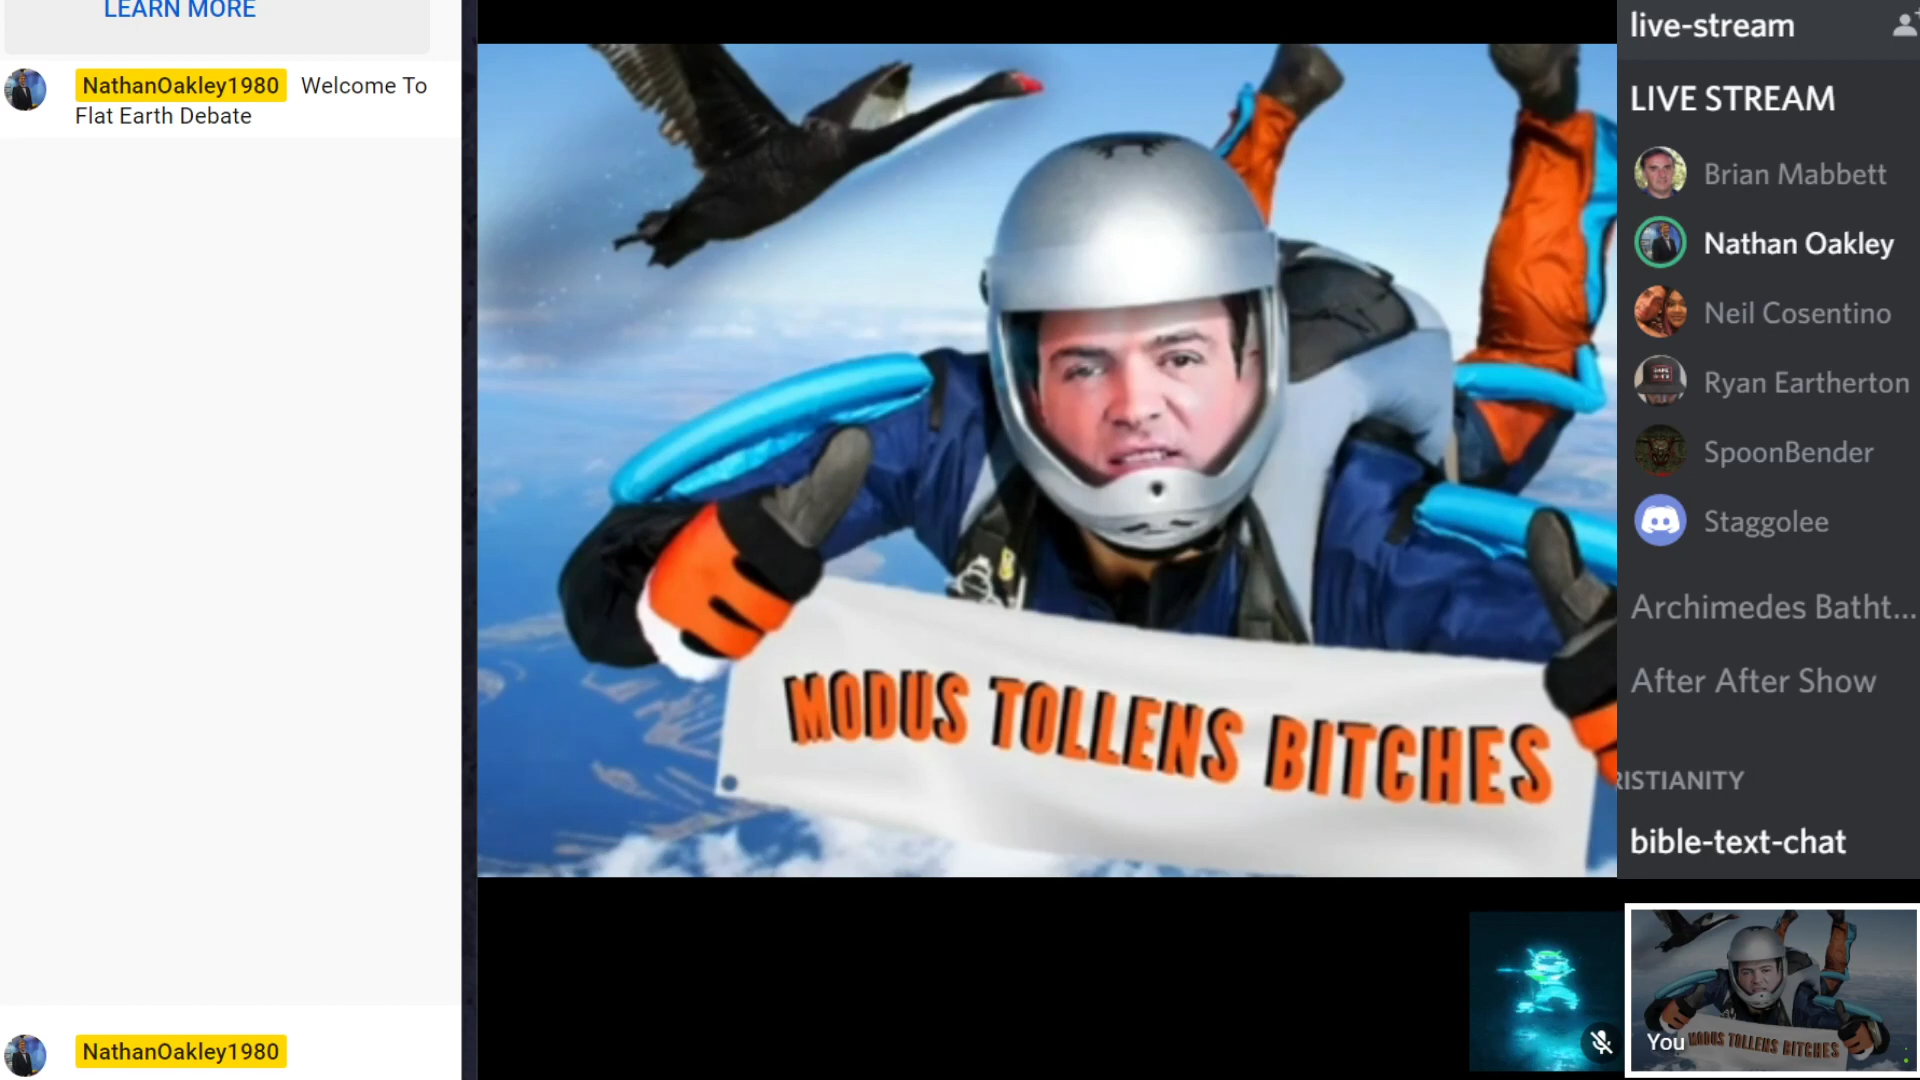 LEARN MORE
NathanOakley1980 Welcome To
Flat Earth Debate
NathanOakley1980
MODUS TOLLENS BITCHES
live-stream
LIVE STREAM
Brian Mabbett
Nathan Oakley
Neil Cosentino
Ryan Eartherton
SpoonBender
Staggolee
Archimedes Batht...
After After Show
RISTIANITY
bible-text-chat
You
MODUS TOLLENS BITCHES